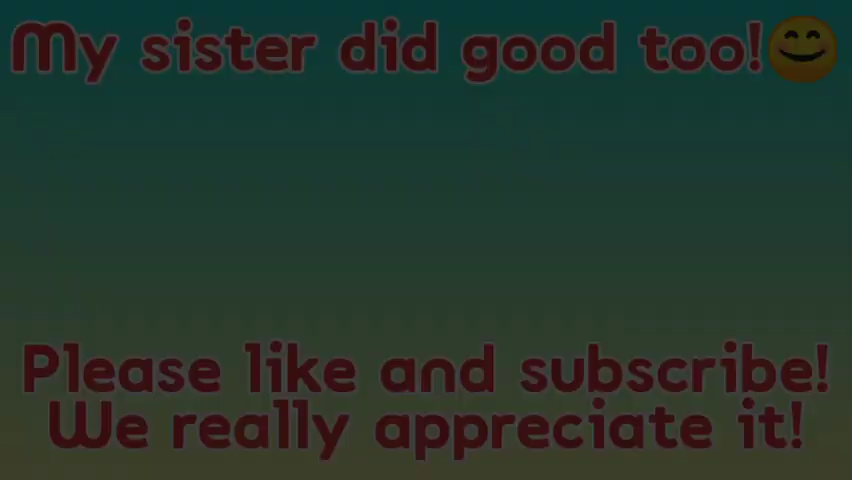 My sister did good too!😊
Please like and subscribe!
We really appreciate it!